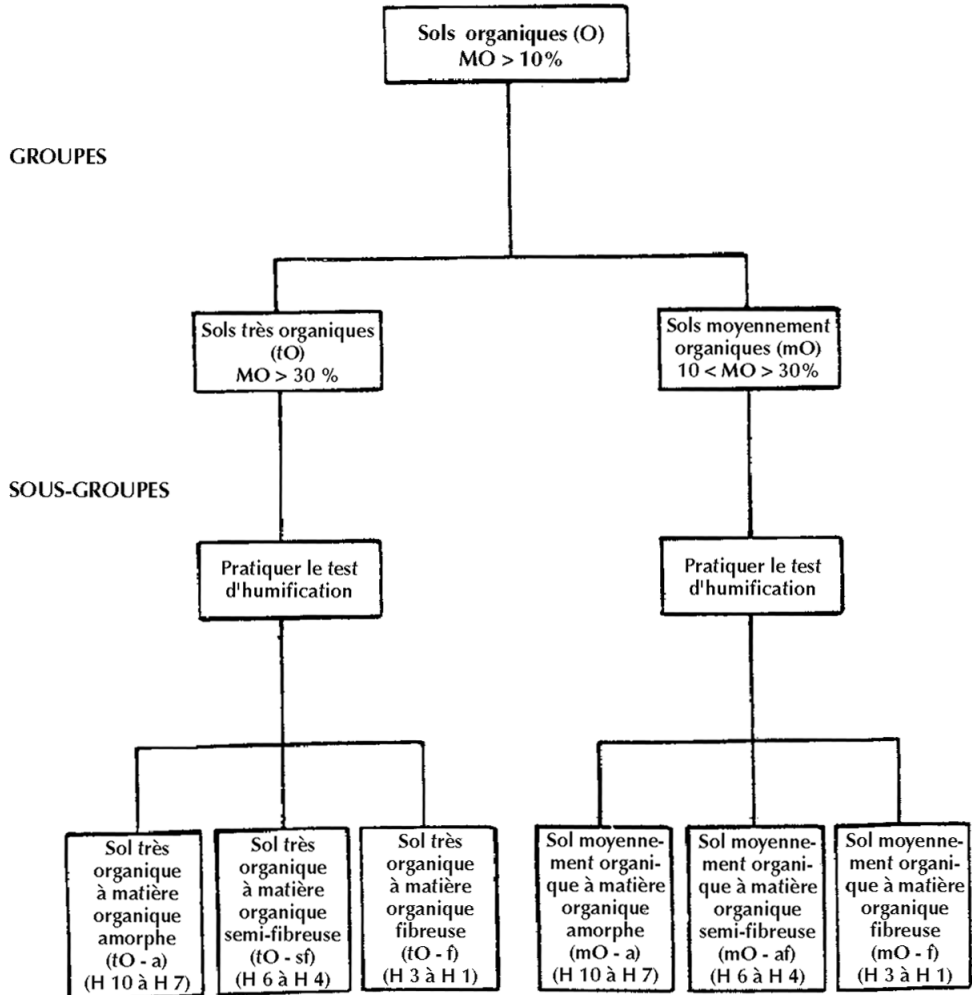 Sols organiques (O)
MO > 10%
GROUPES
Sols très organiques
(tO)
MO > 30 %
Sols moyennement
organiques (mO)
10 < MO > 30%
SOUS-GROUPES
Pratiquer le test
d'humification
Pratiquer le test
d'humification
Sol très
organique
à matière
organique
amorphe
(tO - a)
(H 10 à H 7)
Sol très
organique
à matière
organique
semi-fibreuse
(tO - sf)
(H 6 à H 4)
Sol très
organique
à matière
organique
fibreuse
(tO - f)
(H 3 à H 1)
Sol moyenne-
ment organi-
que à matière
organique
amorphe
(mO - a)
(H 10 à H 7)
Sol moyenne-
ment organi-
que à matière
organique
semi-fibreuse
(mO - af)
(H 6 à H 4)
Sol moyenne-
ment organi-
que à matière
organique
fibreuse
(mO - f)
(H 3 à H 1)